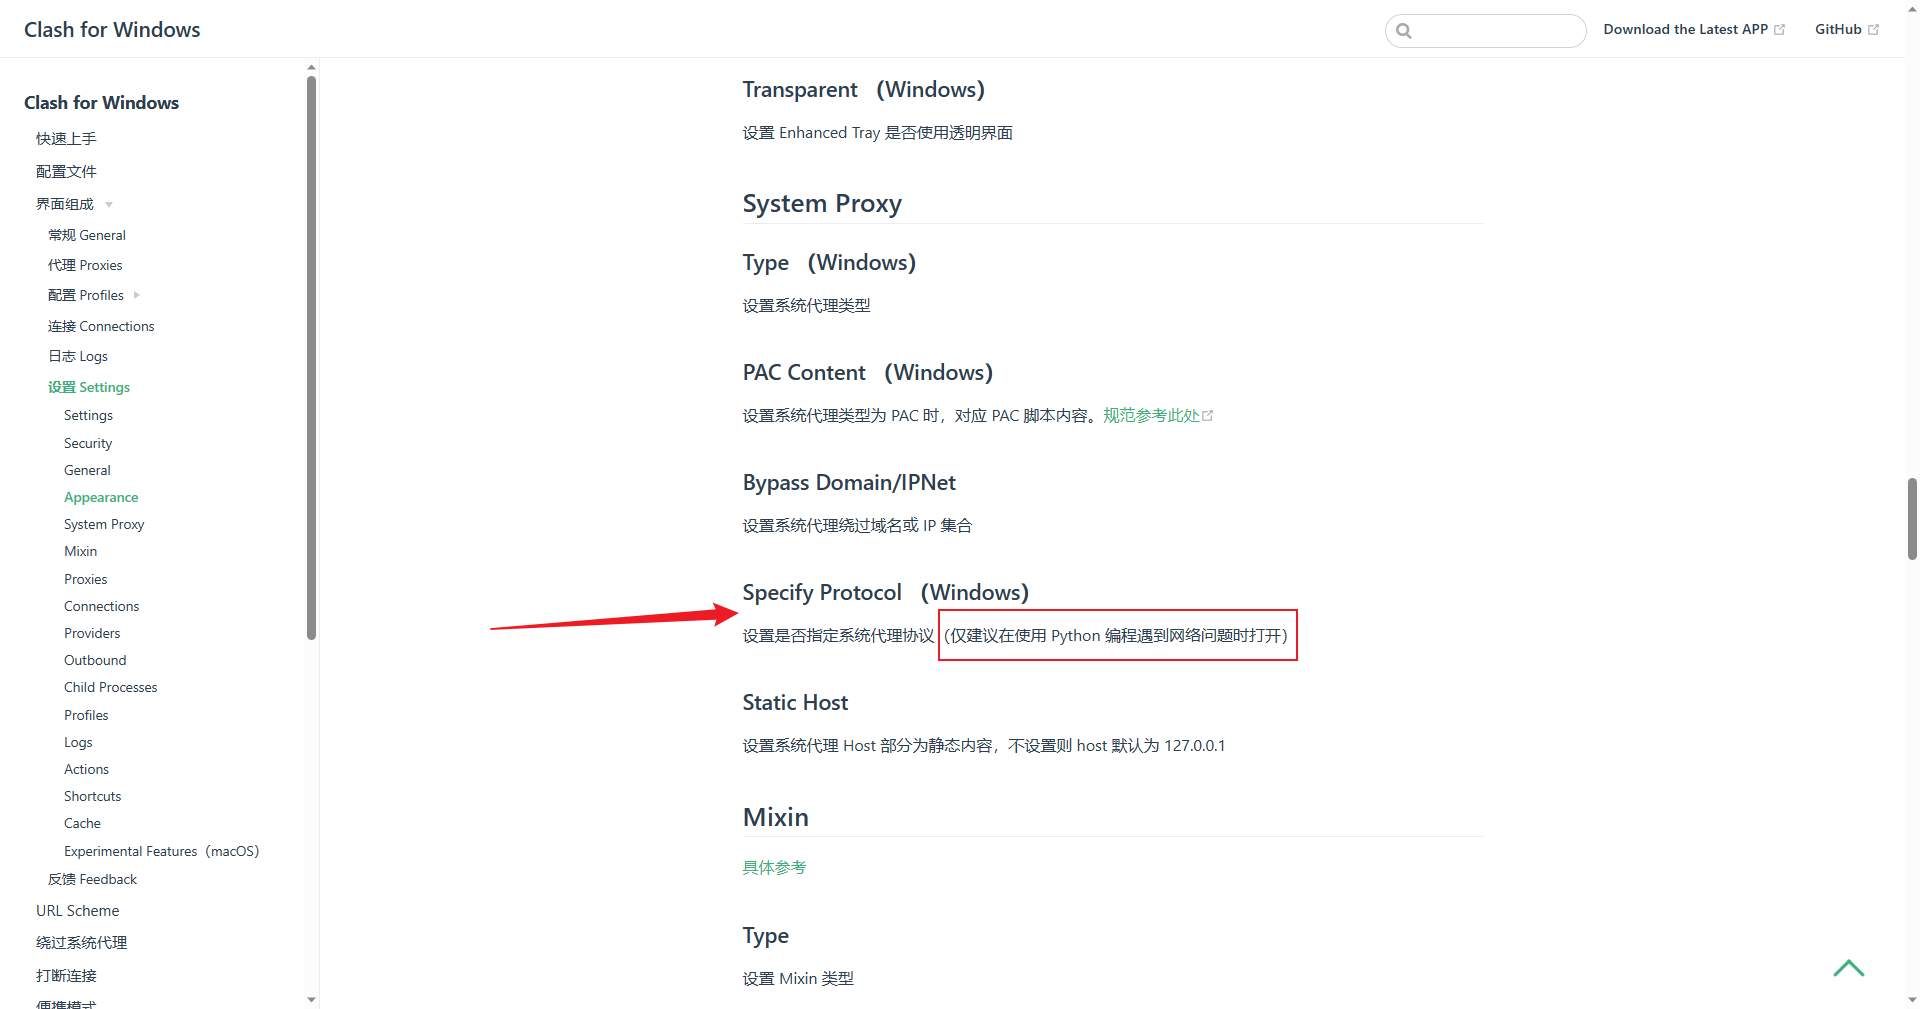 Clash for Windows
Download the Latest APP
GitHub
Clash for Windows
快速上手
配置文件
界面组成
常规 General
代理 Proxies
配置 Profiles
连接 Connections
日志 Logs
设置 Settings
Settings
Security
General
Appearance
System Proxy
Mixin
Proxies
Connections
Providers
Outbound
Child Processes
Profiles
Logs
Actions
Shortcuts
Cache
Experimental Features（macOS）
反馈 Feedback
URL Scheme
绕过系统代理
打断连接
便携模式
Transparent （Windows）
设置 Enhanced Tray 是否使用透明界面
System Proxy
Type （Windows）
设置系统代理类型
PAC Content （Windows）
设置系统代理类型为 PAC 时，对应 PAC 脚本内容。规范参考此处
Bypass Domain/IPNet
设置系统代理绕过域名或 IP 集合
Specify Protocol （Windows）
设置是否指定系统代理协议（仅建议在使用 Python 编程遇到网络问题时打开）
Static Host
设置系统代理 Host 部分为静态内容，不设置则 host 默认为 127.0.0.1
Mixin
具体参考
Type
设置 Mixin 类型